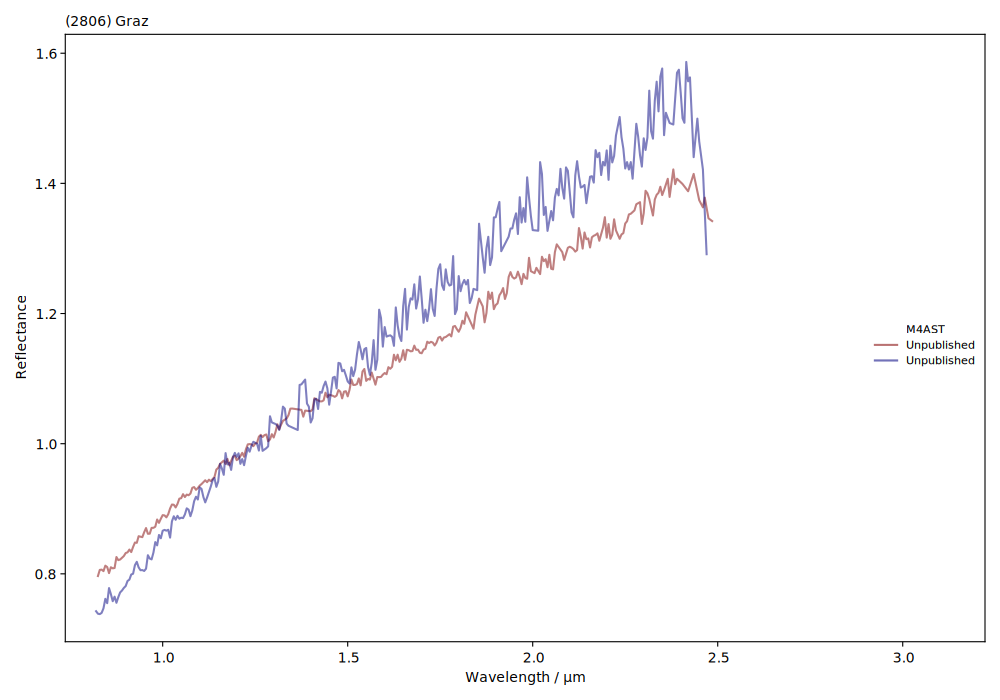 (2806) Graz
1.6
1.4
1.2
1.0
0.8
Reflectance
M4AST
Unpublished
Unpublished
1.0 1.5 2.0 2.5 3.0
Wavelength / µm